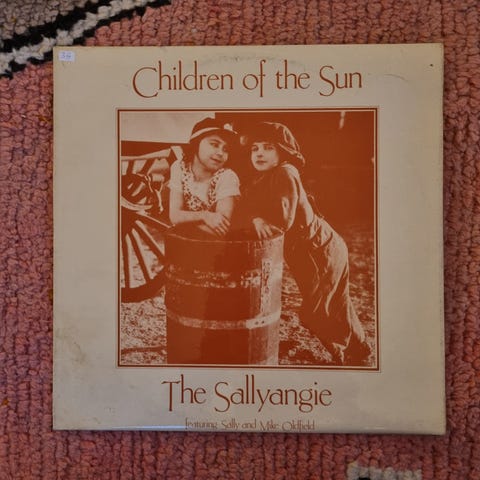 Children of the Sun
The Sallyangie
featuring Sally and Mike Oldfield